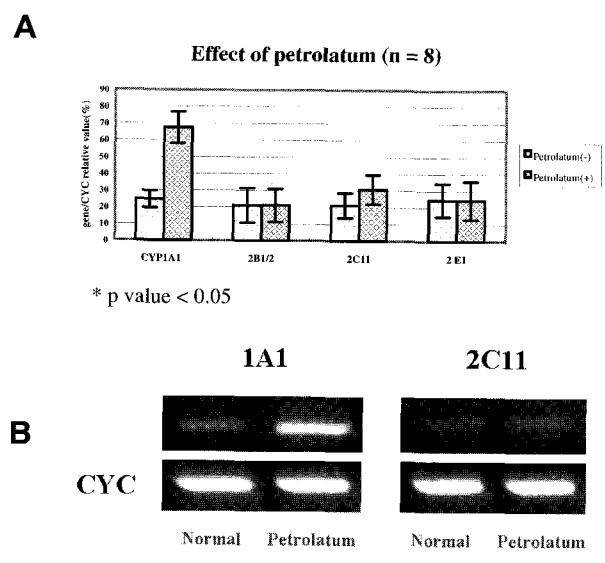 A
Effect of petrolatum (n = 8)
gene/CYC relative value(%)
90
80
70
60
50
40
30
20
10
0
CYP1A1 2B1/2 2C11 2E1
Petrolatum(-)
Petrolatum(+)
* p value < 0.05
B
1A1 2C11
CYC
Normal Petrolatum Normal Petrolatum